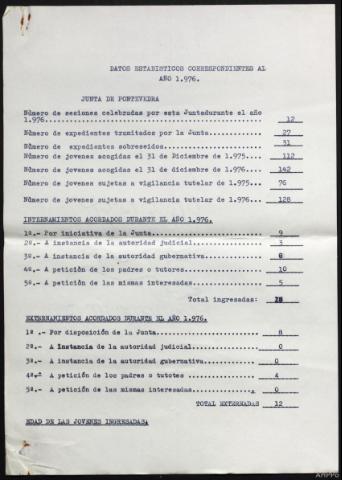 DATOS ESTADISTICOS CORRESPONDIENTES AL
AÑO 1.976.
JUNTA DE PONTEVEDRA
Número de sesiones celebradas por esta Juntadurante el año
1.976................................................ 12
Número de expedientes tramitados por la Junta............. 27
Número de expedientes sobreseidos......................... 31
Número de jovenes acogidas el 31 de Diciembre de 1.975.... 112
Número de jovenes acogidas el 31 de diciembre de 1.976.... 142
Número de jovenes sujetas a vigilancia tutelar de 1.975... 76
Número de jovenes sujetas a vigilancia tutelar de 1.976... 128
INTERNAMIENTOS ACORDADOS DURANTE EL AÑO 1.976.
1º.- Por iniciativa de la Junta........................ 9
2º.- A instancia de la autoridad judicial.............. 3
3º.- A instancia de la autoridad gubernativa........... 6
4º.- A petición de los padres o tutores................ 10
5º.- A petición de las mismas interesadas.............. 5
Total ingresadas:
EXTERNAMIENTOS ACORDADOS DURANTE EL AÑO 1.976.
1º .- Por disposición de la Junta...................... 8
2º.- A Instancia de la autoridad judicial.............. 0
3º.- A instancia de la autoridad gubernativa........... 0
4º.- A petición de los padres o tutotes ............... 4
5º.- A petición de las mismas interesadas.............. 0
TOTAL EXTERNADAS 12
EDAD DE LAS JOVENES INGRESADAS:
AHPPO